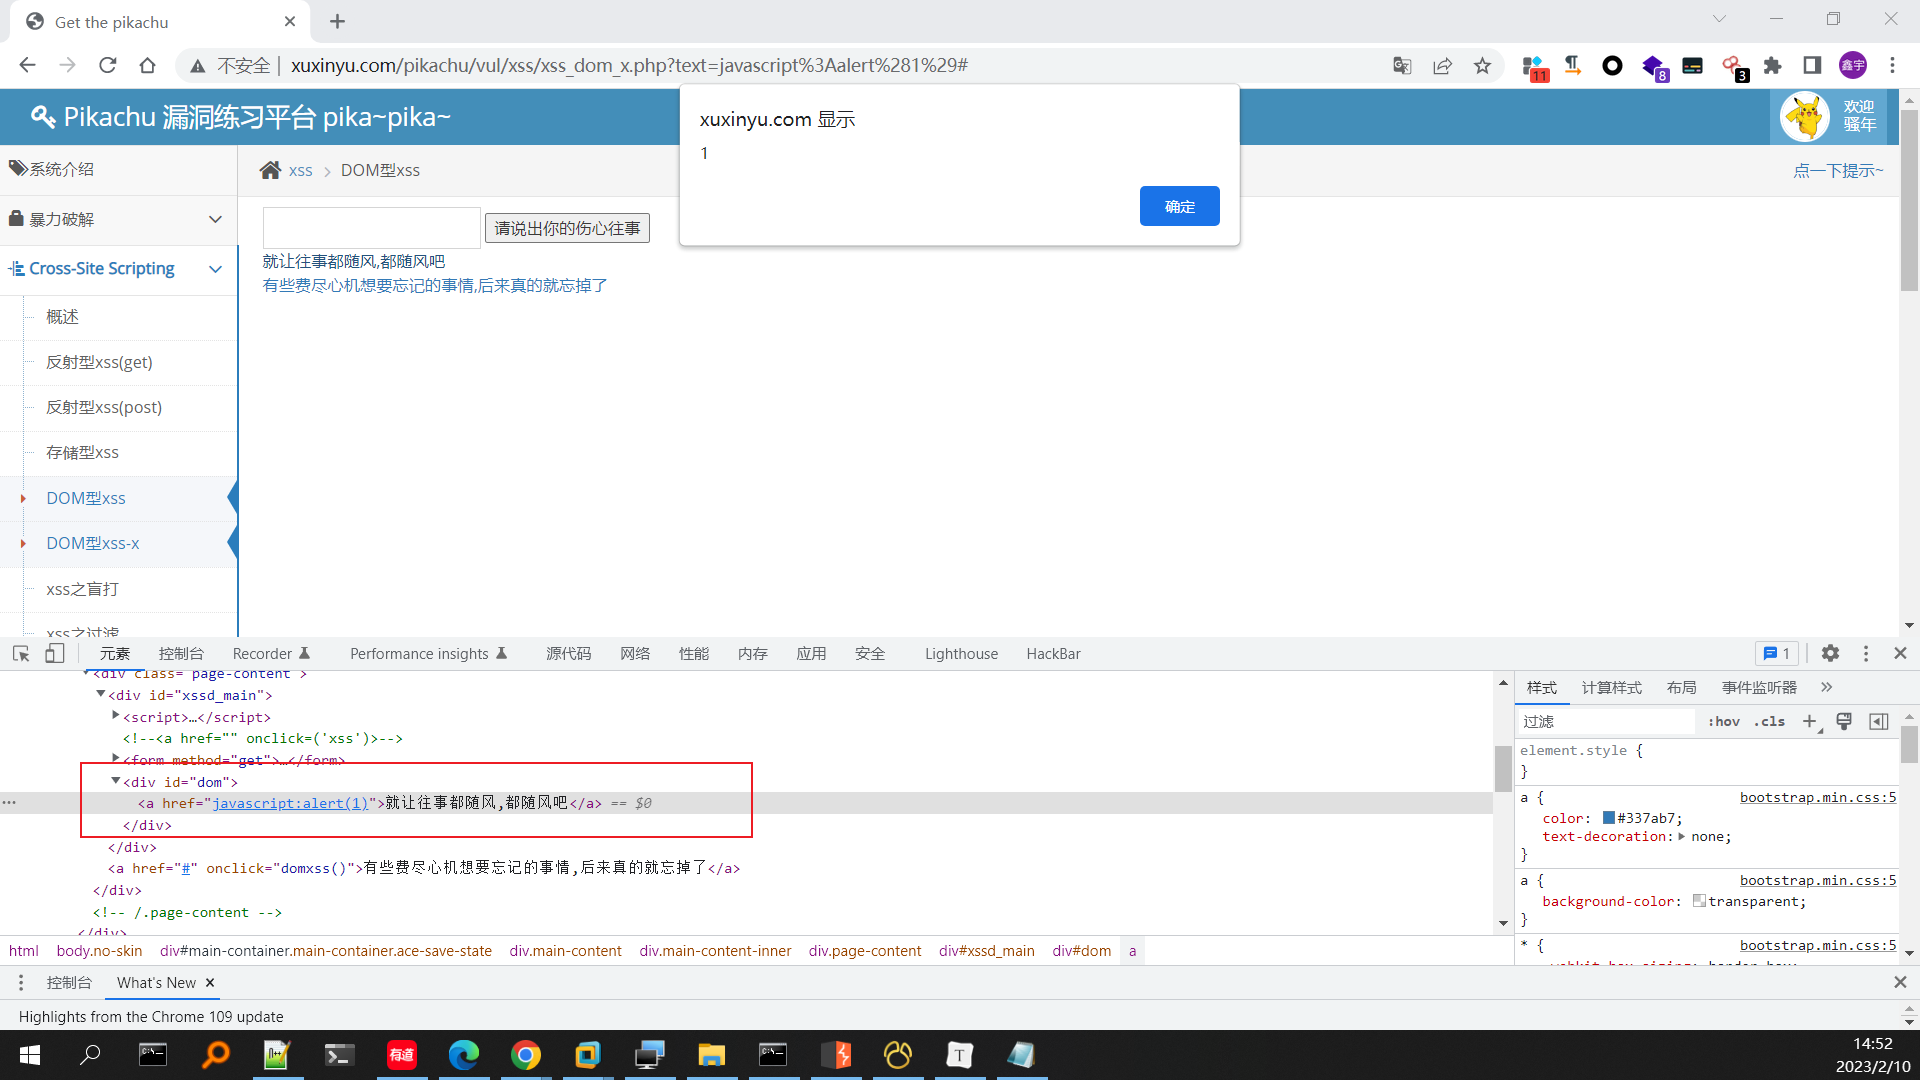 Get the pikachu
不安全 | xuxinyu.com/pikachu/vul/xss/xss_dom_x.php?text=javascript%3Aalert%281%29#
11
8
3
鑫宇
Pikachu 漏洞练习平台 pika~pika~
欢迎
骚年
xuxinyu.com 显示
1
确定
系统介绍
暴力破解
Cross-Site Scripting
概述
反射型xss(get)
反射型xss(post)
存储型xss
DOM型xss
DOM型xss-x
xss之盲打
xss之过滤
xss > DOM型xss
点一下提示~
请说出你的伤心往事
就让往事都随风,都随风吧
有些费尽心机想要忘记的事情,后来真的就忘掉了
元素 控制台 Recorder Performance insights 源代码 网络 性能 内存 应用 安全 Lighthouse HackBar 1
<div class="page-content">
<div id="xssd_main">
<script>…</script>
<!--<a href="" onclick=('xss')>-->
<form method="get">…</form>
<div id="dom">
<a href="javascript:alert(1)">就让往事都随风,都随风吧</a> == $0
</div>
</div>
<a href="#" onclick="domxss()">有些费尽心机想要忘记的事情,后来真的就忘掉了</a>
</div>
<!-- /.page-content -->
</div>
样式 计算样式 布局 事件监听器 »
过滤 :hov .cls
element.style {
}
a { bootstrap.min.css:5
color: #337ab7;
text-decoration: none;
}
a { bootstrap.min.css:5
background-color: transparent;
}
* { bootstrap.min.css:5
-webkit-box-sizing: border-box;
html body.no-skin div#main-container.main-container.ace-save-state div.main-content div.main-content-inner div.page-content div#xssd_main div#dom a
控制台 What's New
Highlights from the Chrome 109 update
有道
T
14:52
2023/2/10